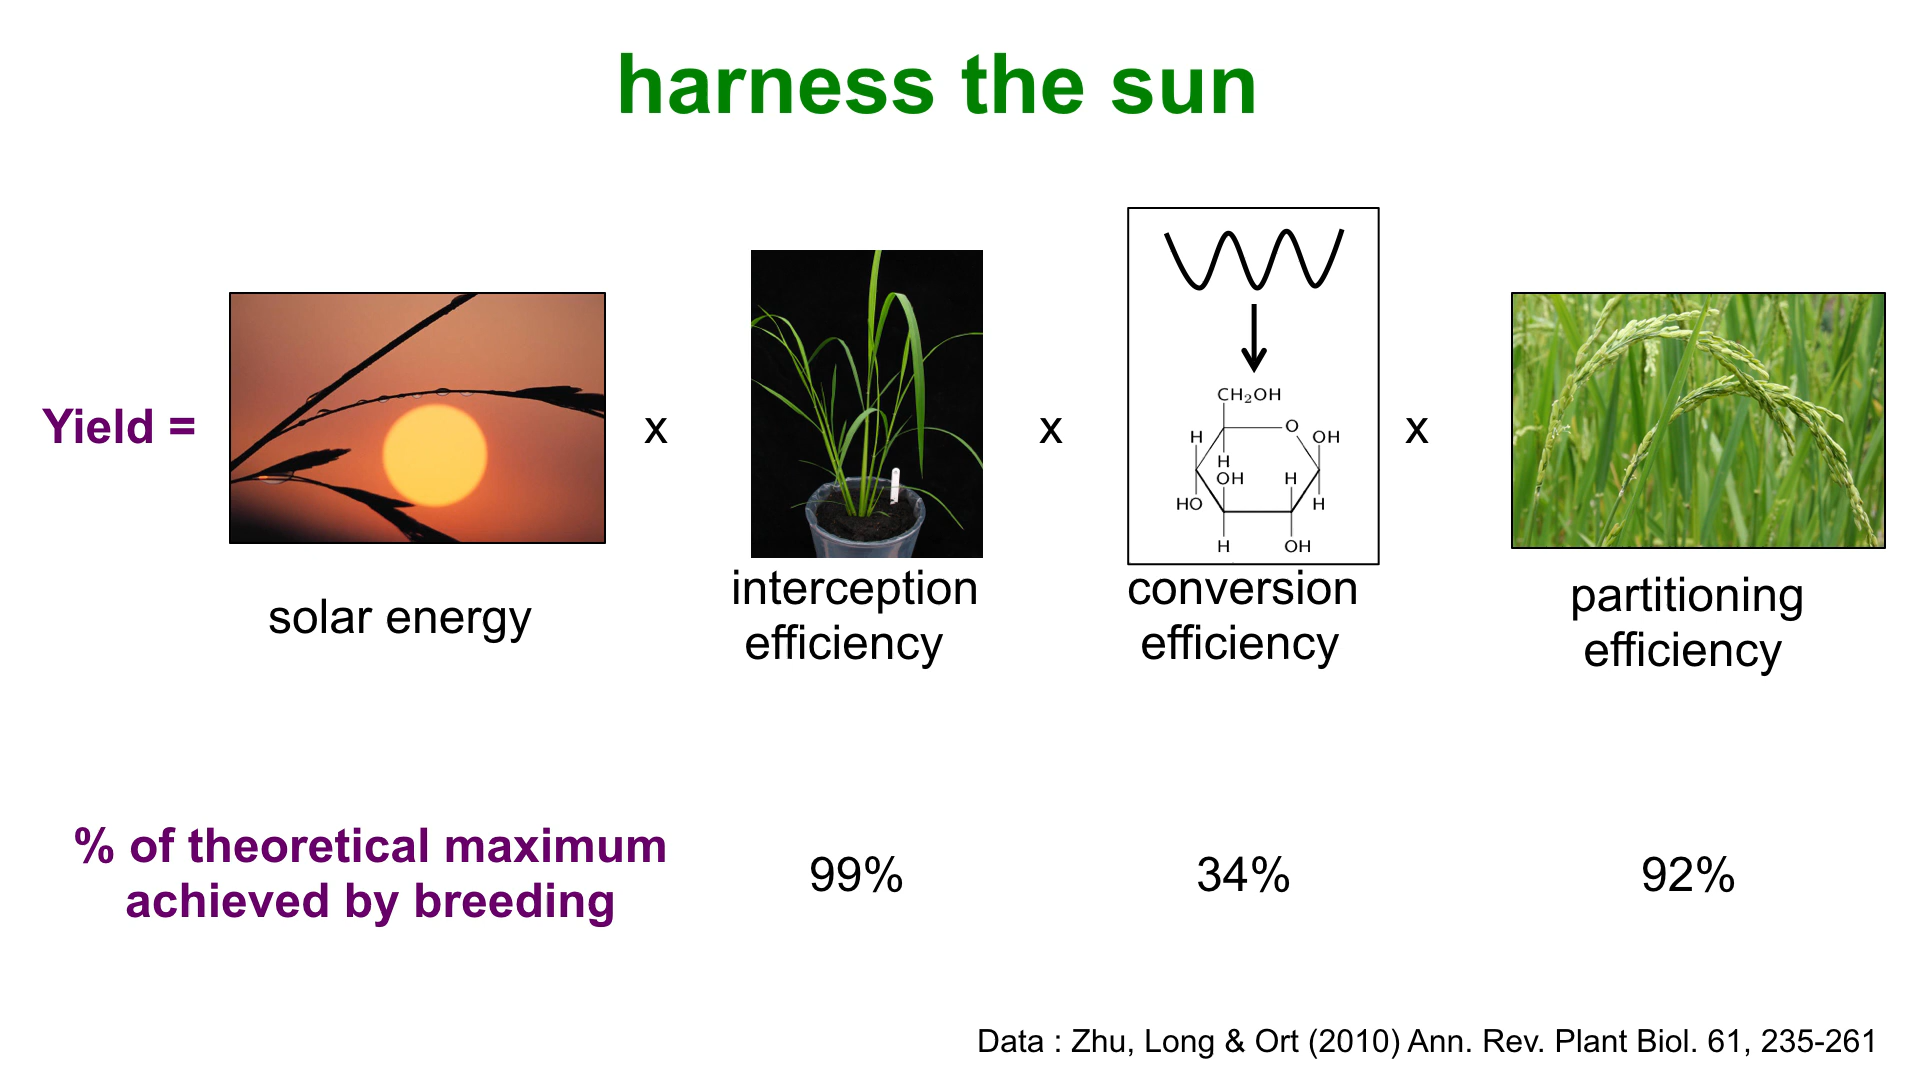 harness the sun
Yield =
x
x
x
CH₂OH
O
H
OH
H
OH
H
HO
H
H
OH
solar energy
interception
efficiency
conversion
efficiency
partitioning
efficiency
% of theoretical maximum
achieved by breeding
99%
34%
92%
Data : Zhu, Long & Ort (2010) Ann. Rev. Plant Biol. 61, 235-261